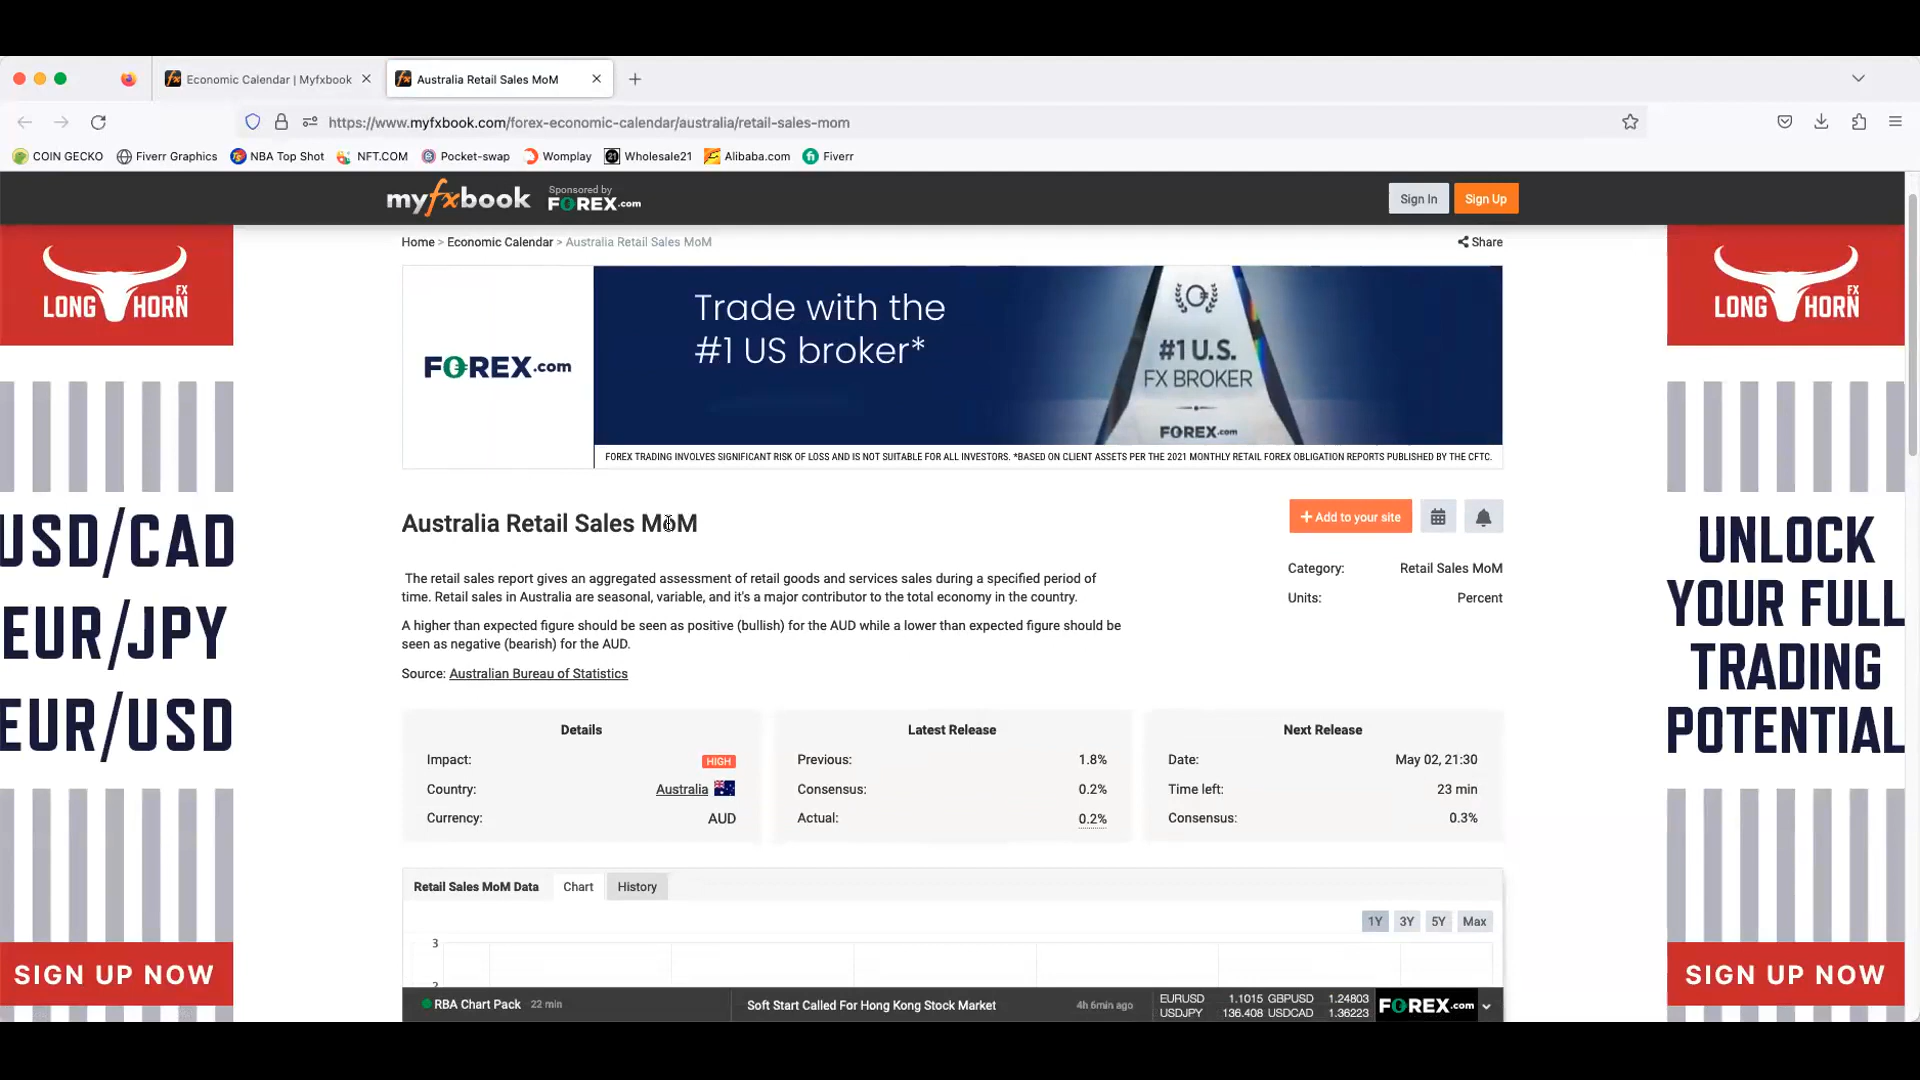 Economic Calendar | Myfxbook
Australia Retail Sales MoM
https://www.myfxbook.com/forex-economic-calendar/australia/retail-sales-mom
COIN GECKO
Fiverr Graphics
NBA Top Shot
NFT.COM
Pocket-swap
Womplay
Wholesale21
Alibaba.com
Fiverr
myfxbook
Sponsored by
FOREX.com
Sign In
Sign Up
Home > Economic Calendar > Australia Retail Sales MoM
Share
LONG HORN FX
USD/CAD
EUR/JPY
EUR/USD
SIGN UP NOW
FOREX.com
Trade with the
#1 US broker*
#1 U.S.
FX BROKER
FOREX.com
FOREX TRADING INVOLVES SIGNIFICANT RISK OF LOSS AND IS NOT SUITABLE FOR ALL INVESTORS. *BASED ON CLIENT ASSETS PER THE 2021 MONTHLY RETAIL FOREX OBLIGATION REPORTS PUBLISHED BY THE CFTC.
LONG HORN FX
UNLOCK
YOUR FULL
TRADING
POTENTIAL
SIGN UP NOW
Australia Retail Sales MoM
+ Add to your site
The retail sales report gives an aggregated assessment of retail goods and services sales during a specified period of
time. Retail sales in Australia are seasonal, variable, and it's a major contributor to the total economy in the country.
A higher than expected figure should be seen as positive (bullish) for the AUD while a lower than expected figure should be
seen as negative (bearish) for the AUD.
Source: Australian Bureau of Statistics
Category: Retail Sales MoM
Units: Percent
Details
Impact: HIGH
Country: Australia
Currency: AUD
Latest Release
Previous: 1.8%
Consensus: 0.2%
Actual: 0.2%
Next Release
Date: May 02, 21:30
Time left: 23 min
Consensus: 0.3%
Retail Sales MoM Data
Chart
History
1Y
3Y
5Y
Max
3
2
RBA Chart Pack 22 min
Soft Start Called For Hong Kong Stock Market 4h 6min ago
EURUSD 1.1015 GBPUSD 1.24803
USDJPY 136.408 USDCAD 1.36223
FOREX.com